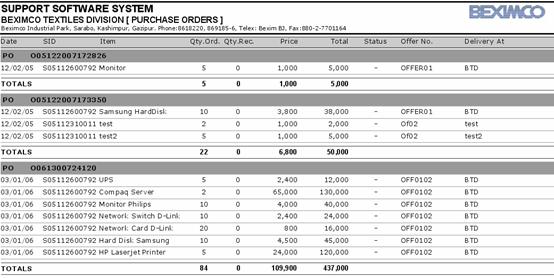 SUPPORT SOFTWARE SYSTEM
BEXIMCO TEXTILES DIVISION [ PURCHASE ORDERS ]
BEXIMCO
Beximco Industrial Park, Sarabo, Kashimpur, Gazipur. Phone:8618220, 869185-6, Telex: Bexim BJ, Fax:880-2-7701164
Date SID Item Qty.Ord. Qty.Rec. Price Total Status Offer No. Delivery At
PO O05122007172826
12/02/05 S05112600792 Monitor 5 0 1,000 5,000 - OFFER01 BTD
TOTALS 5 0 1,000 5,000
PO O05122007173350
12/02/05 S05112600792 Samsung HardDisk 10 0 3,800 38,000 - OFFER01 BTD
12/02/05 S05112310011 test 2 0 1,000 2,000 - Of02 test
12/02/05 S05112310011 test2 5 0 1,000 5,000 - Of02 test2
TOTALS 22 0 6,800 50,000
PO O061300724120
03/01/06 S05112600792 UPS 5 0 2,400 12,000 - OFF0102 BTD
03/01/06 S05112600792 Compaq Server 2 0 65,000 130,000 - OFF0102 BTD
03/01/06 S05112600792 Monitor Philips 10 0 4,000 40,000 - OFF0102 BTD
03/01/06 S05112600792 Network: Switch D-Link 10 0 2,400 24,000 - OFF0102 BTD
03/01/06 S05112600792 Network: Card D-Link 20 0 800 16,000 - OFF0102 BTD
03/01/06 S05112600792 Hard Disk Samsung 10 0 4,500 45,000 - OFF0102 BTD
03/01/06 S05112600792 HP Laserjet Printer 5 0 24,000 120,000 - OFF0102 BTD
TOTALS 84 0 109,900 437,000